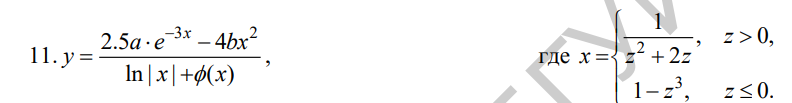 11. y = (2.5a · e^{-3x} − 4bx^2) / (ln | x | + ϕ(x)) , где x = { 1 / (z^2 + 2z) , z > 0,
1 − z^3, z ≤ 0.